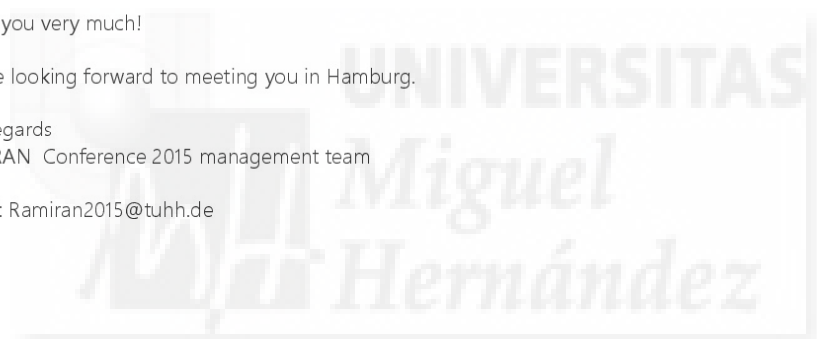 you very much!
e looking forward to meeting you in Hamburg.
egards
RAN Conference 2015 management team
: Ramiran2015@tuhh.de
UNIVERSITAS
Miguel
Hernández